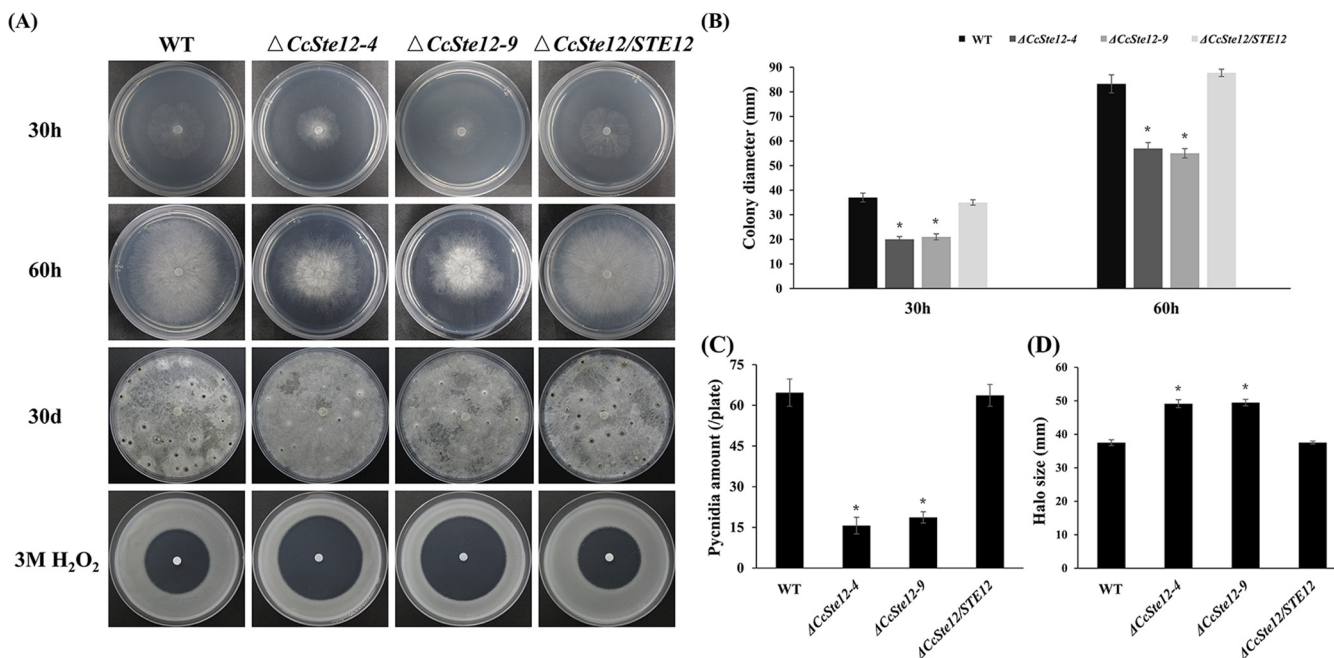 (A)
WT △CcSte12-4 △CcSte12-9 △CcSte12/STE12
30h
60h
30d
3M H₂O₂
(B)
WT ΔCcSte12-4 ΔCcSte12-9 ΔCcSte12/STE12
Colony diameter (mm)
90
80
70
60
50
40
30
20
10
0
* * * *
30h 60h
(C)
Pycnidia amount (/plate)
75
60
45
30
15
0
* *
WT ΔCcSte12-4 ΔCcSte12-9 ΔCcSte12/STE12
(D)
Halo size (mm)
60
50
40
30
20
10
0
* *
WT ΔCcSte12-4 ΔCcSte12-9 ΔCcSte12/STE12